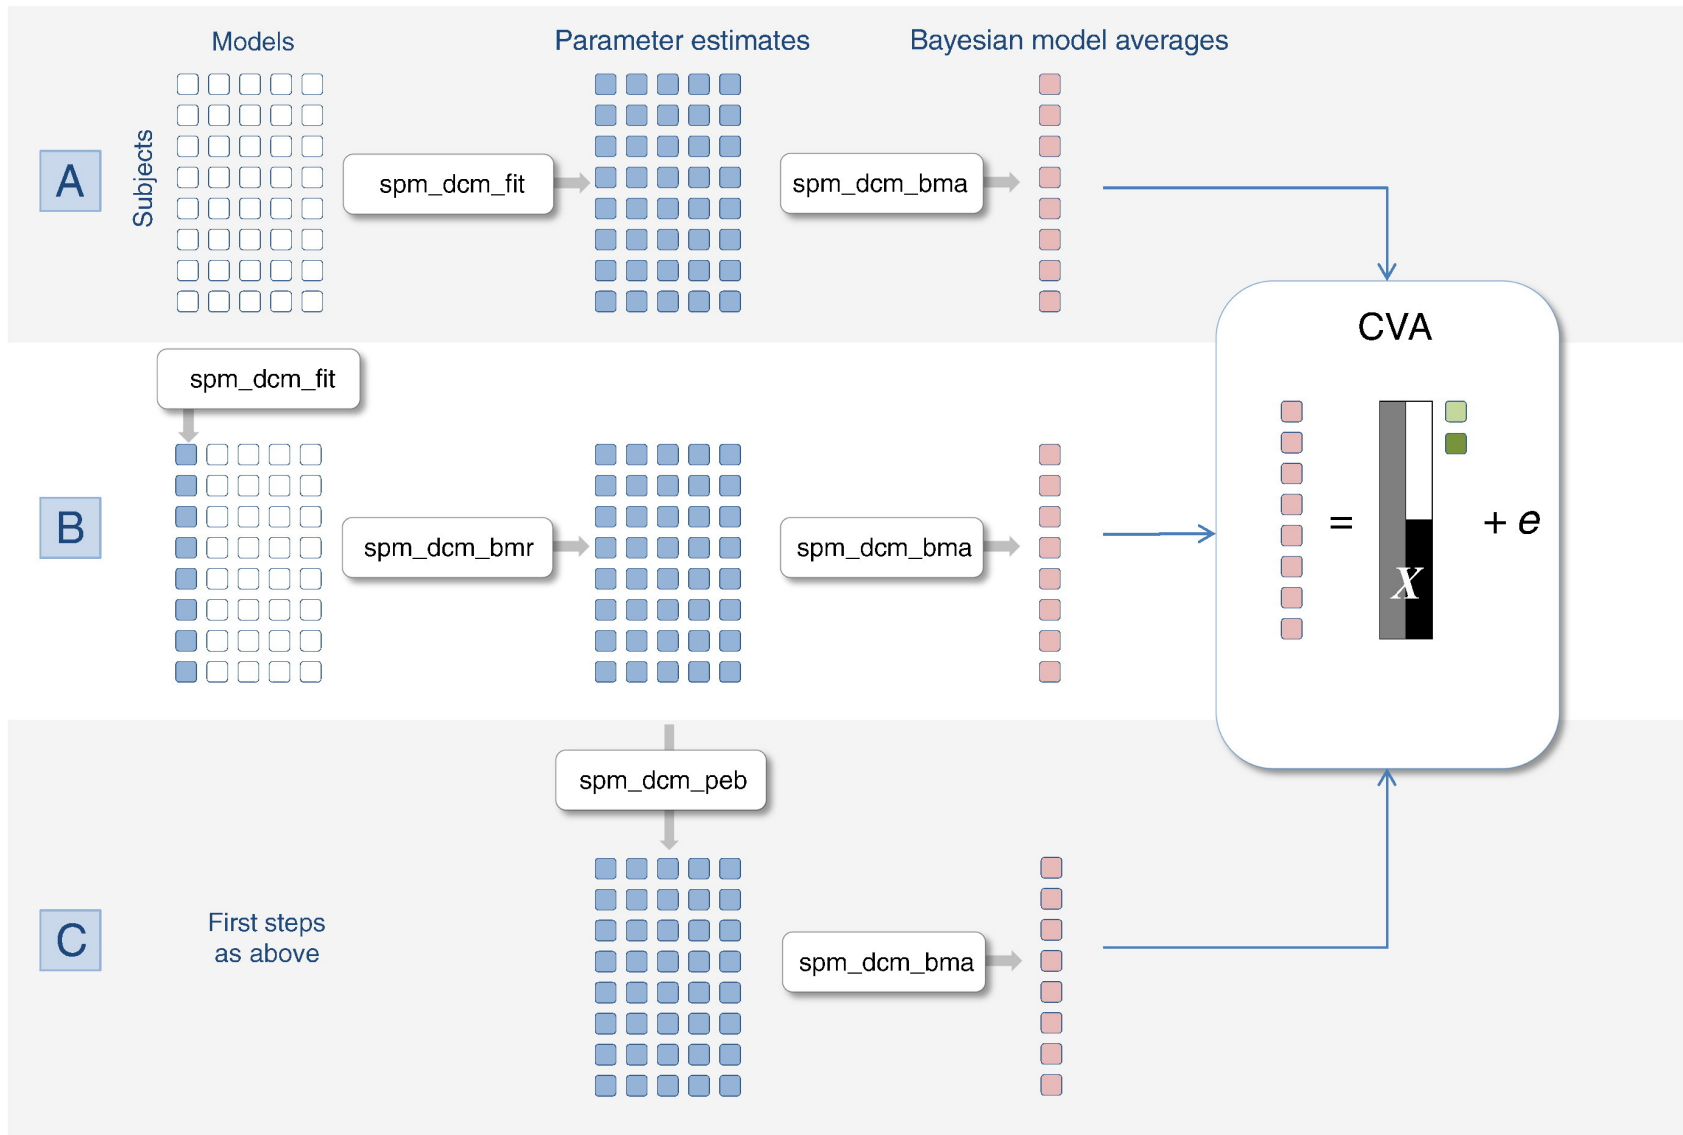 Models
Parameter estimates
Bayesian model averages
A
Subjects
spm_dcm_fit
spm_dcm_bma
CVA
= X + e
spm_dcm_fit
B
spm_dcm_bmr
spm_dcm_bma
spm_dcm_peb
C
First steps
as above
spm_dcm_bma